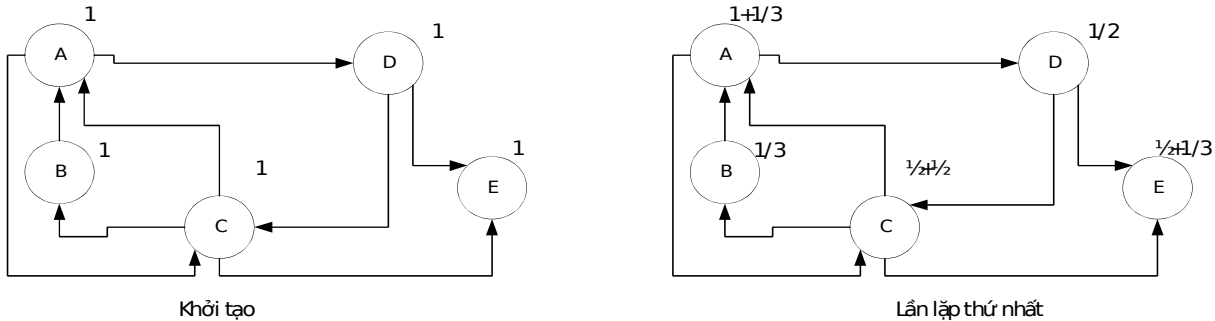 1
A
1
D
1
B
1
C
1
E
Khởi tạo
1+1/3
A
1/2
D
1/3
B
½+½
C
½+1/3
E
Lần lặp thứ nhất